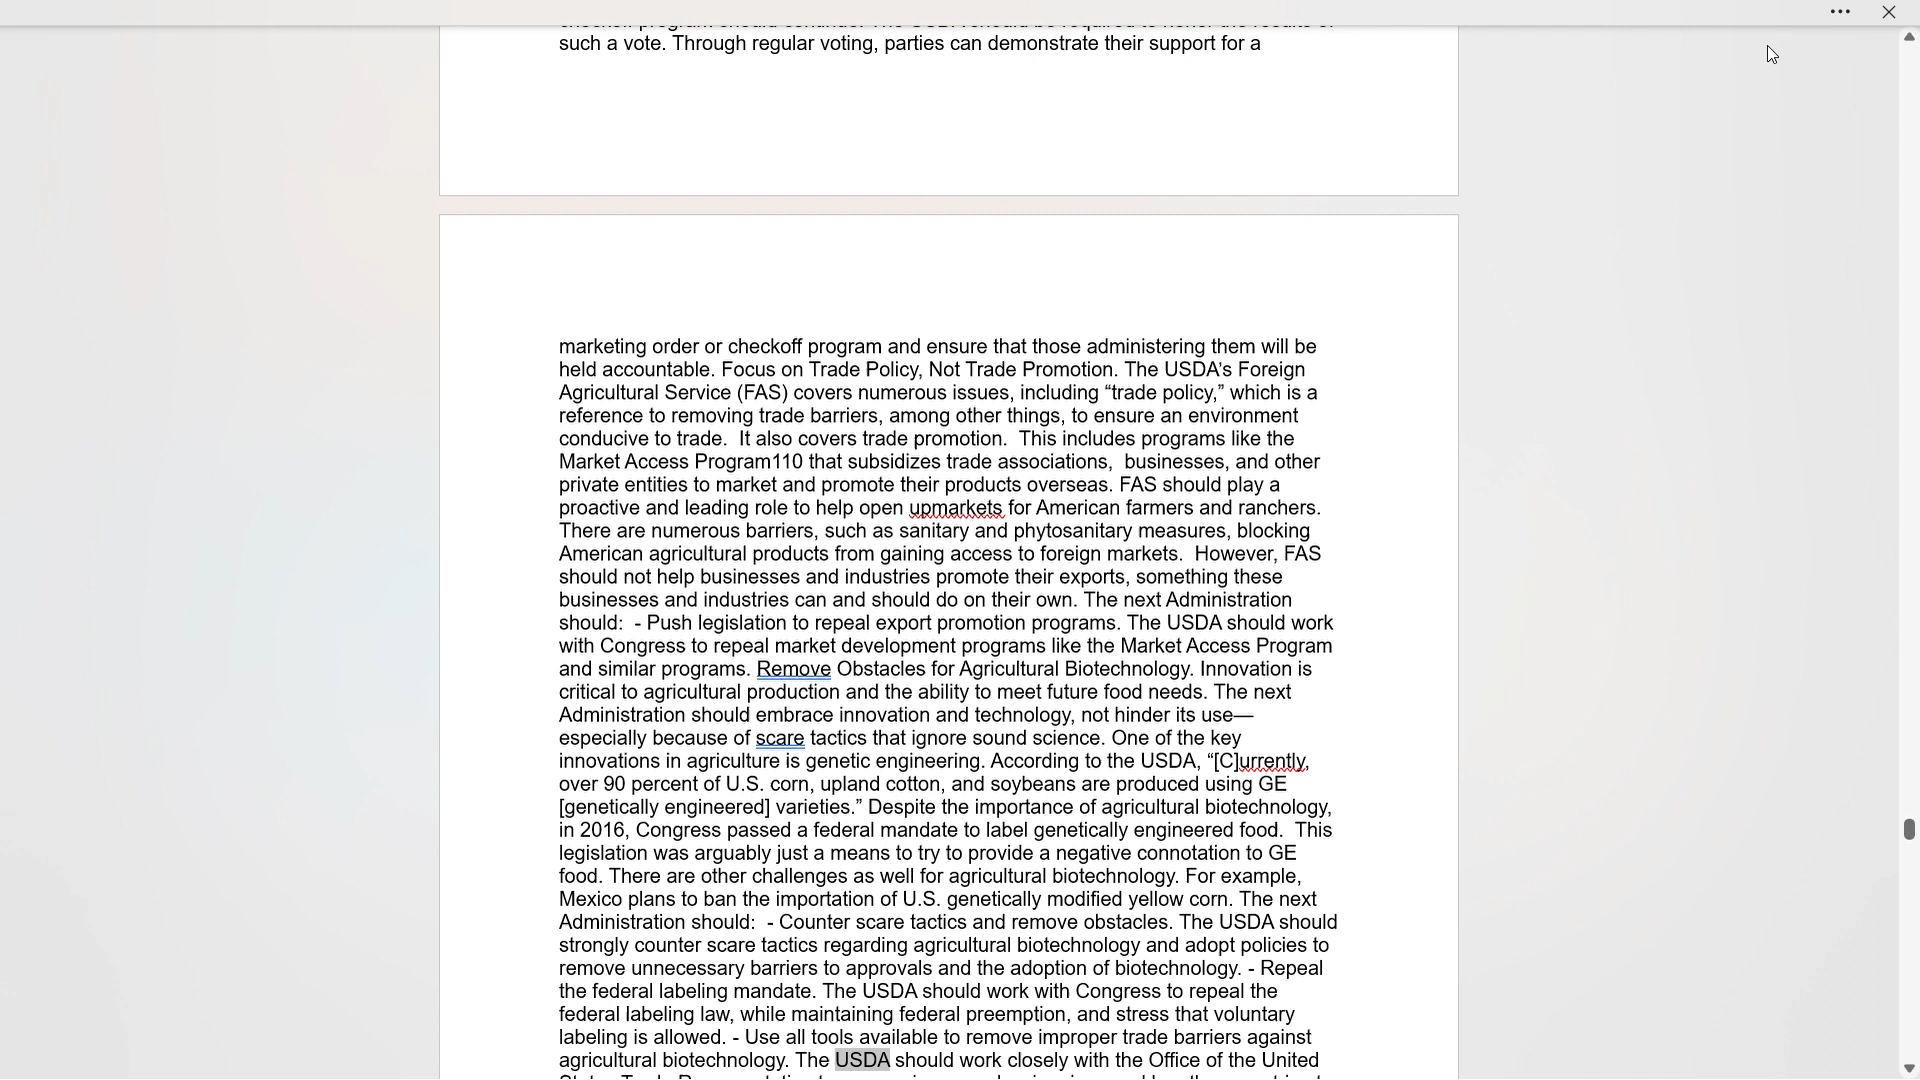 such a vote. Through regular voting, parties can demonstrate their support for a
marketing order or checkoff program and ensure that those administering them will be
held accountable. Focus on Trade Policy, Not Trade Promotion. The USDA’s Foreign
Agricultural Service (FAS) covers numerous issues, including “trade policy,” which is a
reference to removing trade barriers, among other things, to ensure an environment
conducive to trade.  It also covers trade promotion.  This includes programs like the
Market Access Program110 that subsidizes trade associations,  businesses, and other
private entities to market and promote their products overseas. FAS should play a
proactive and leading role to help open upmarkets for American farmers and ranchers.
There are numerous barriers, such as sanitary and phytosanitary measures, blocking
American agricultural products from gaining access to foreign markets.  However, FAS
should not help businesses and industries promote their exports, something these
businesses and industries can and should do on their own. The next Administration
should:  - Push legislation to repeal export promotion programs. The USDA should work
with Congress to repeal market development programs like the Market Access Program
and similar programs. Remove Obstacles for Agricultural Biotechnology. Innovation is
critical to agricultural production and the ability to meet future food needs. The next
Administration should embrace innovation and technology, not hinder its use—
especially because of scare tactics that ignore sound science. One of the key
innovations in agriculture is genetic engineering. According to the USDA, “[C]urrently,
over 90 percent of U.S. corn, upland cotton, and soybeans are produced using GE
[genetically engineered] varieties.” Despite the importance of agricultural biotechnology,
in 2016, Congress passed a federal mandate to label genetically engineered food.  This
legislation was arguably just a means to try to provide a negative connotation to GE
food. There are other challenges as well for agricultural biotechnology. For example,
Mexico plans to ban the importation of U.S. genetically modified yellow corn. The next
Administration should:  - Counter scare tactics and remove obstacles. The USDA should
strongly counter scare tactics regarding agricultural biotechnology and adopt policies to
remove unnecessary barriers to approvals and the adoption of biotechnology. - Repeal
the federal labeling mandate. The USDA should work with Congress to repeal the
federal labeling law, while maintaining federal preemption, and stress that voluntary
labeling is allowed. - Use all tools available to remove improper trade barriers against
agricultural biotechnology. The USDA should work closely with the Office of the United